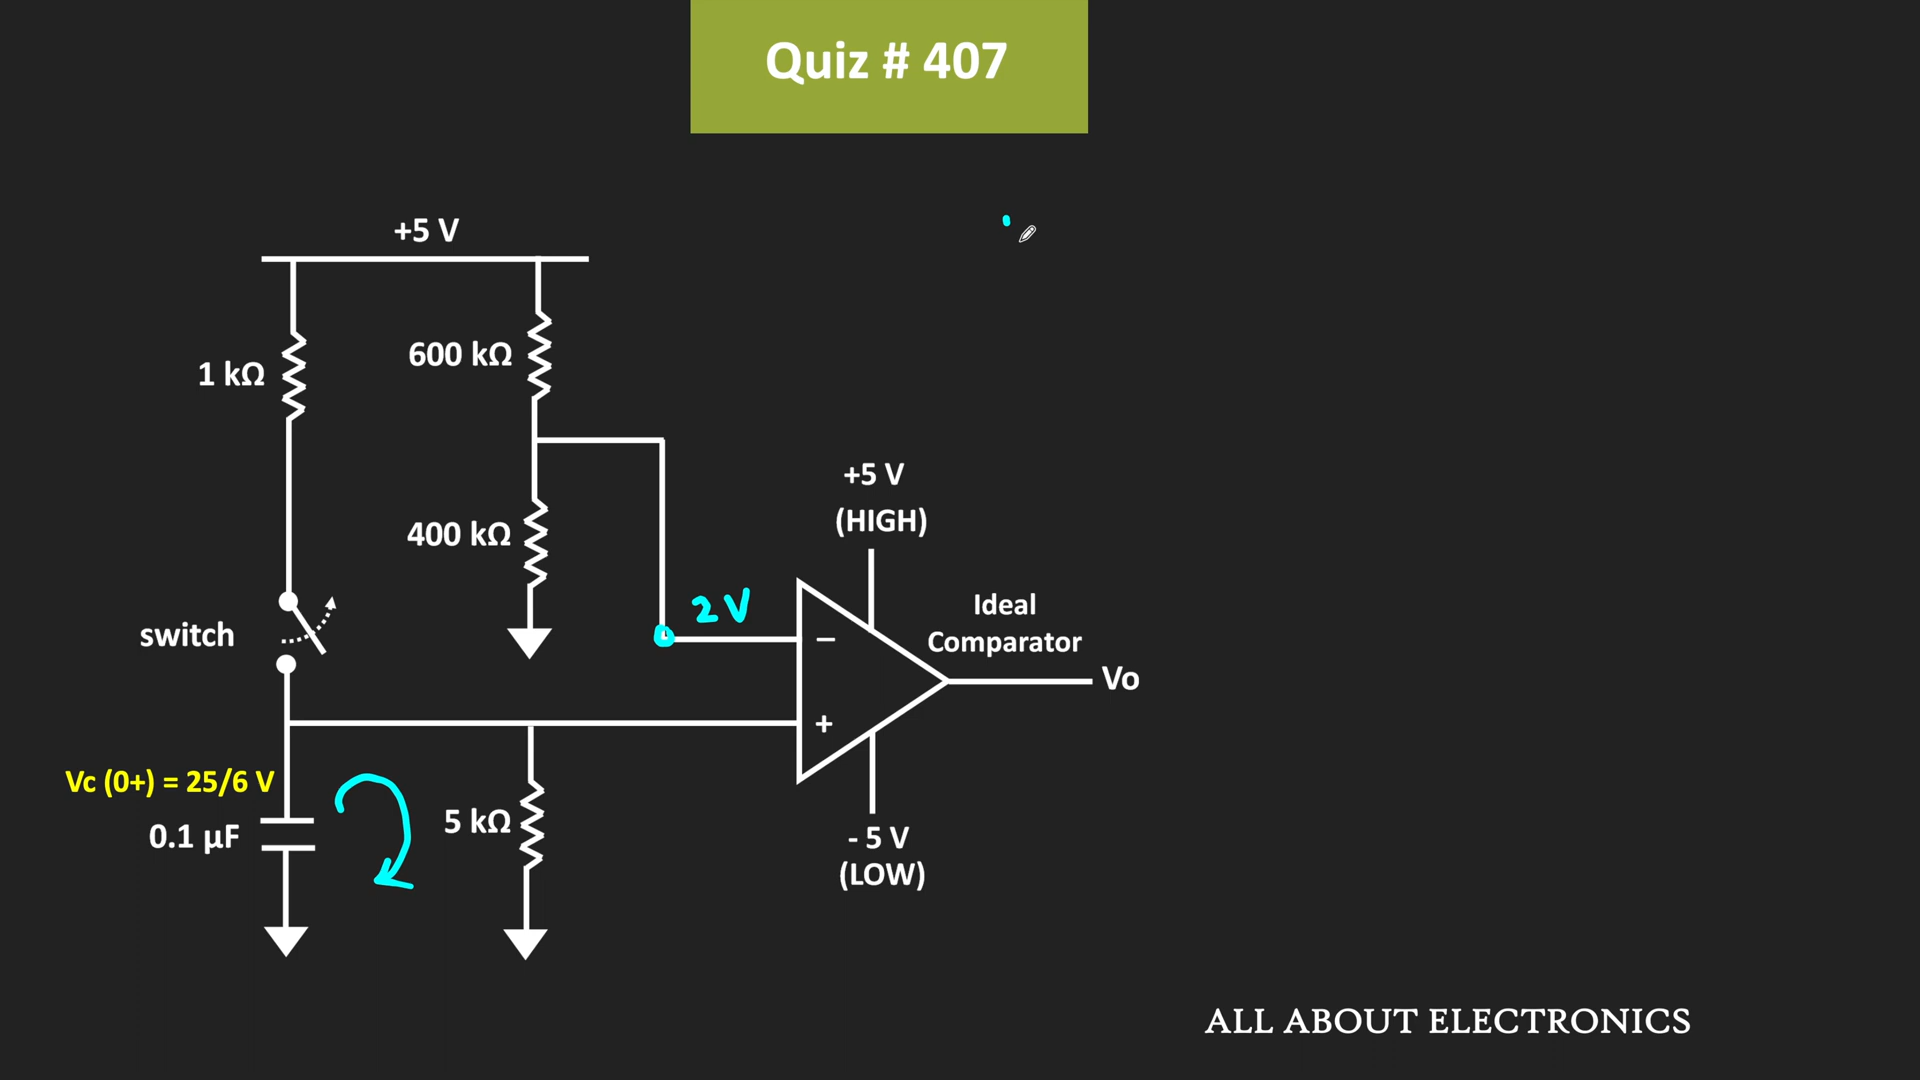 Quiz # 407
+5 V
1 kΩ
600 kΩ
400 kΩ
+5 V
(HIGH)
2 V
Ideal
Comparator
switch
−
Vo
+
Vc (0+) = 25/6 V
0.1 μF
5 kΩ
- 5 V
(LOW)
ALL ABOUT ELECTRONICS